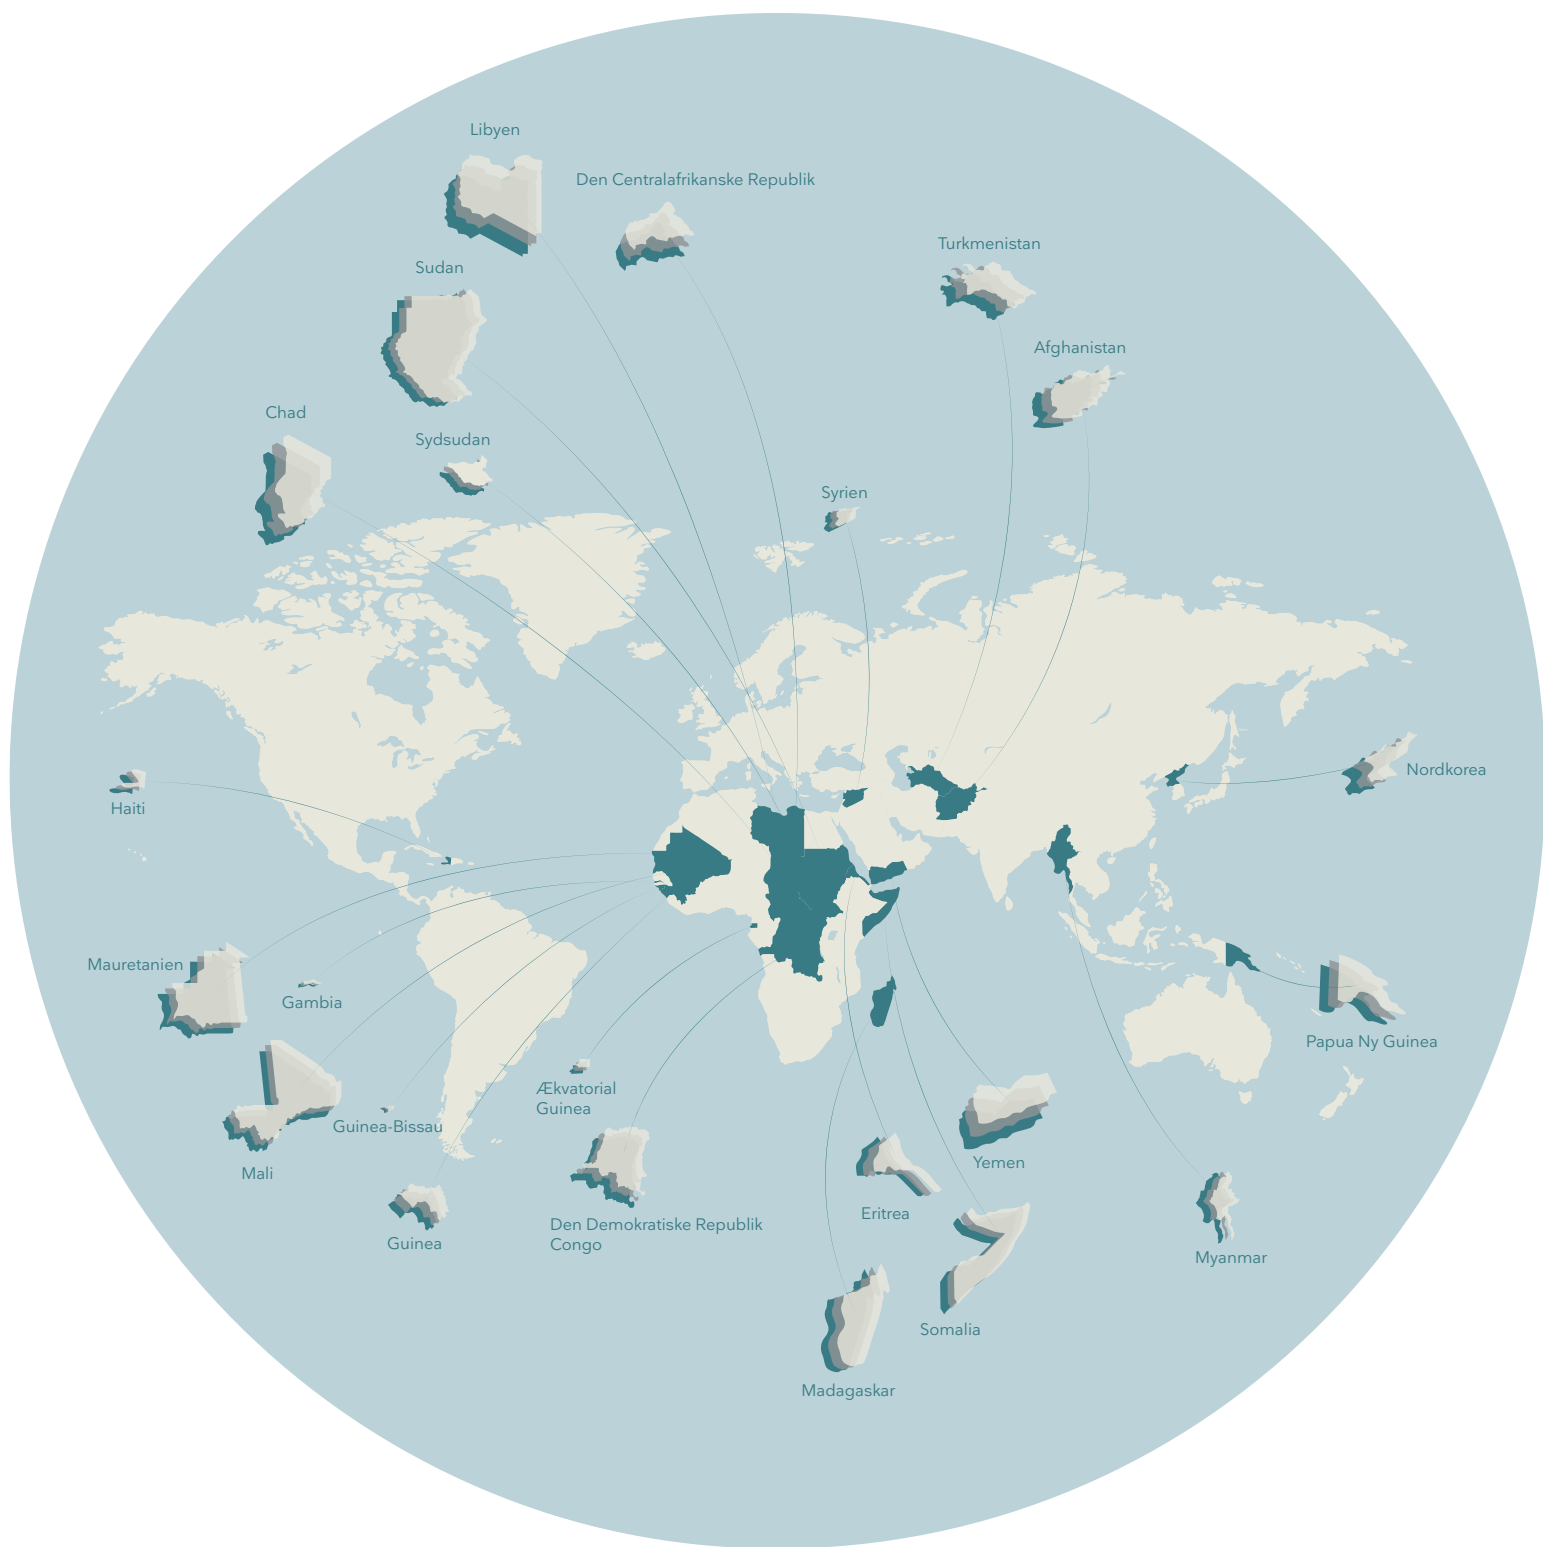 Libyen
Den Centralafrikanske Republik
Turkmenistan
Sudan
Afghanistan
Chad
Sydsudan
Syrien
Nordkorea
Haiti
Mauretanien
Gambia
Papua Ny Guinea
Ækvatorial
Guinea
Guinea-Bissau
Yemen
Mali
Eritrea
Den Demokratiske Republik
Congo
Guinea
Myanmar
Somalia
Madagaskar